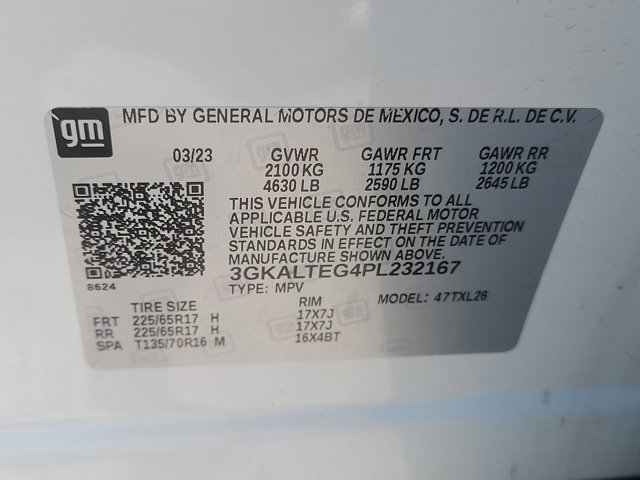 gm MFD BY GENERAL MOTORS DE MEXICO, S. DE R.L. DE C.V.
03/23 GVWR GAWR FRT GAWR RR
2100 KG 1175 KG 1200 KG
4630 LB 2590 LB 2645 LB
THIS VEHICLE CONFORMS TO ALL
APPLICABLE U.S. FEDERAL MOTOR
VEHICLE SAFETY AND THEFT PREVENTION
STANDARDS IN EFFECT ON THE DATE OF
MANUFACTURE SHOWN ABOVE.
3GKALTEG4PL232167
8624 TYPE: MPV MODEL: 47TXL26
TIRE SIZE RIM
FRT 225/65R17 H 17X7J
RR 225/65R17 H 17X7J
SPA T135/70R16 M 16X4BT